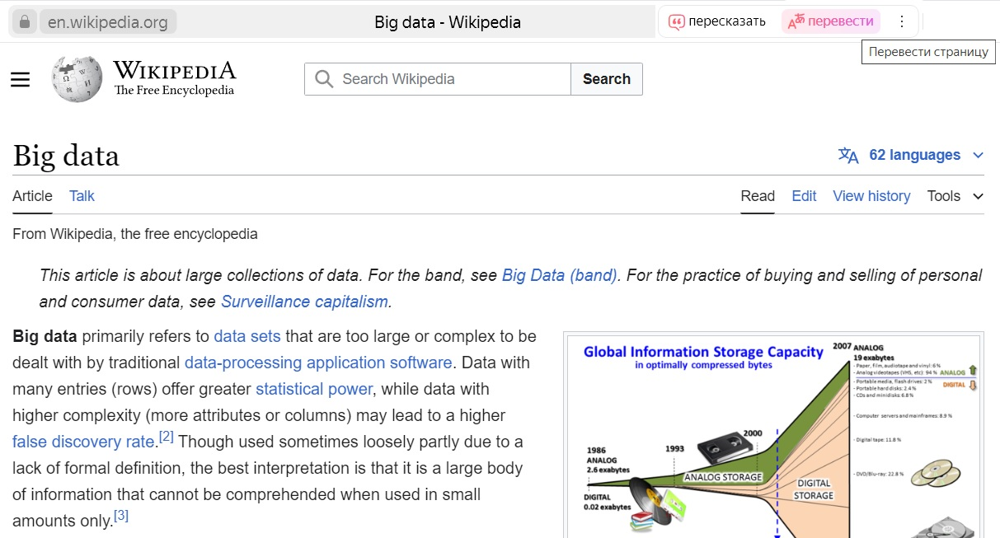 en.wikipedia.org
Big data - Wikipedia
пересказать
перевести
Перевести страницу
WIKIPEDIA
The Free Encyclopedia
Search Wikipedia
Search
Big data
62 languages
Article Talk
Read Edit View history Tools
From Wikipedia, the free encyclopedia
This article is about large collections of data. For the band, see Big Data (band). For the practice of buying and selling of personal
and consumer data, see Surveillance capitalism.
Big data primarily refers to data sets that are too large or complex to be
dealt with by traditional data-processing application software. Data with
many entries (rows) offer greater statistical power, while data with
higher complexity (more attributes or columns) may lead to a higher
false discovery rate.[2] Though used sometimes loosely partly due to a
lack of formal definition, the best interpretation is that it is a large body
of information that cannot be comprehended when used in small
amounts only.[3]
Global Information Storage Capacity
in optimally compressed bytes
2007 ANALOG
19 exabytes
- Paper, film, audiotape and vinyl: 6 %
- Analog videotapes (VHS, etc): 94 %
ANALOG
- Portable media, flash drives: 2 %
DIGITAL
- Portable hard disks: 2.4 %
- CDs and minidisks: 6.8 %
- Computer servers and mainframes: 8.9 %
- Digital tape: 11.8 %
- DVD/Blu-ray: 22.8 %
2000
1993
1986
ANALOG
2.6 exabytes
ANALOG STORAGE
DIGITAL
STORAGE
DIGITAL
0.02 exabytes